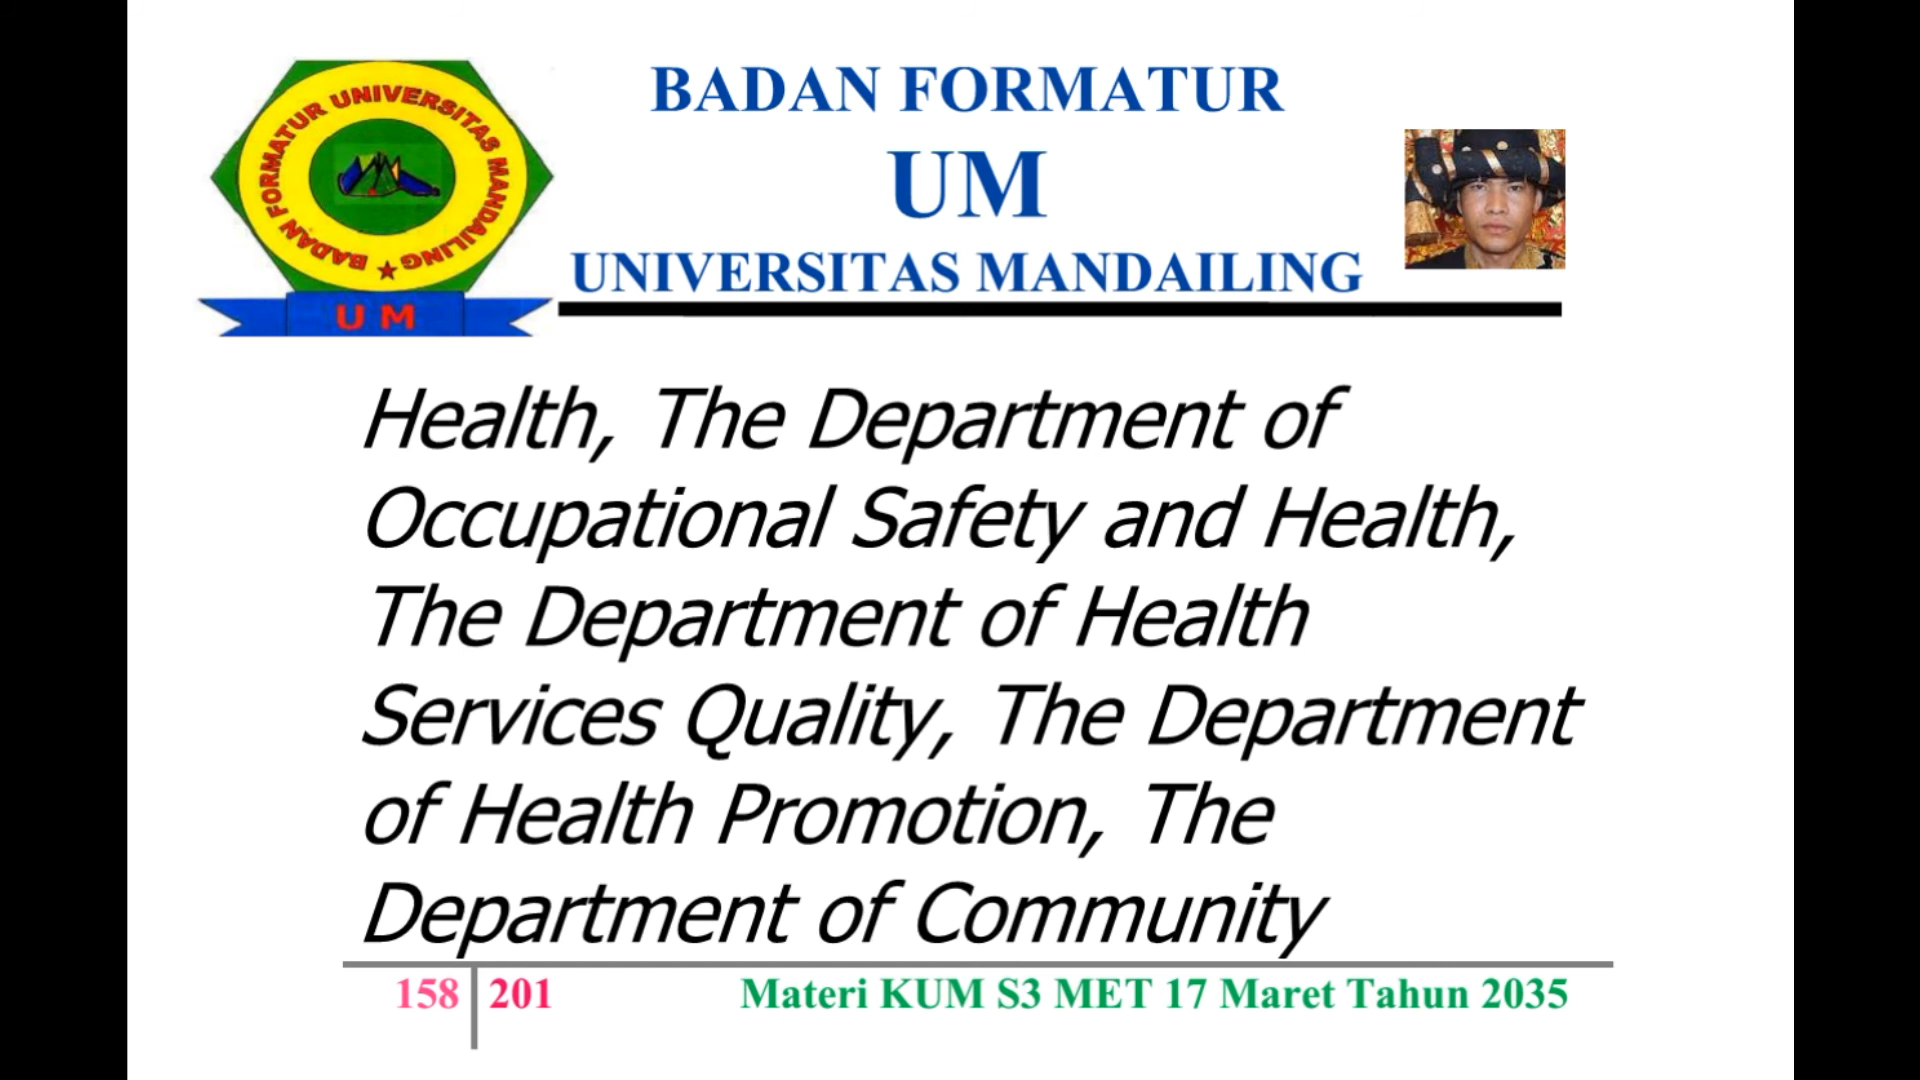 BADAN FORMATUR UNIVERSITAS MANDAILING
UM
BADAN FORMATUR
UM
UNIVERSITAS MANDAILING
Health, The Department of
Occupational Safety and Health,
The Department of Health
Services Quality, The Department
of Health Promotion, The
Department of Community
158 201 Materi KUM S3 MET 17 Maret Tahun 2035